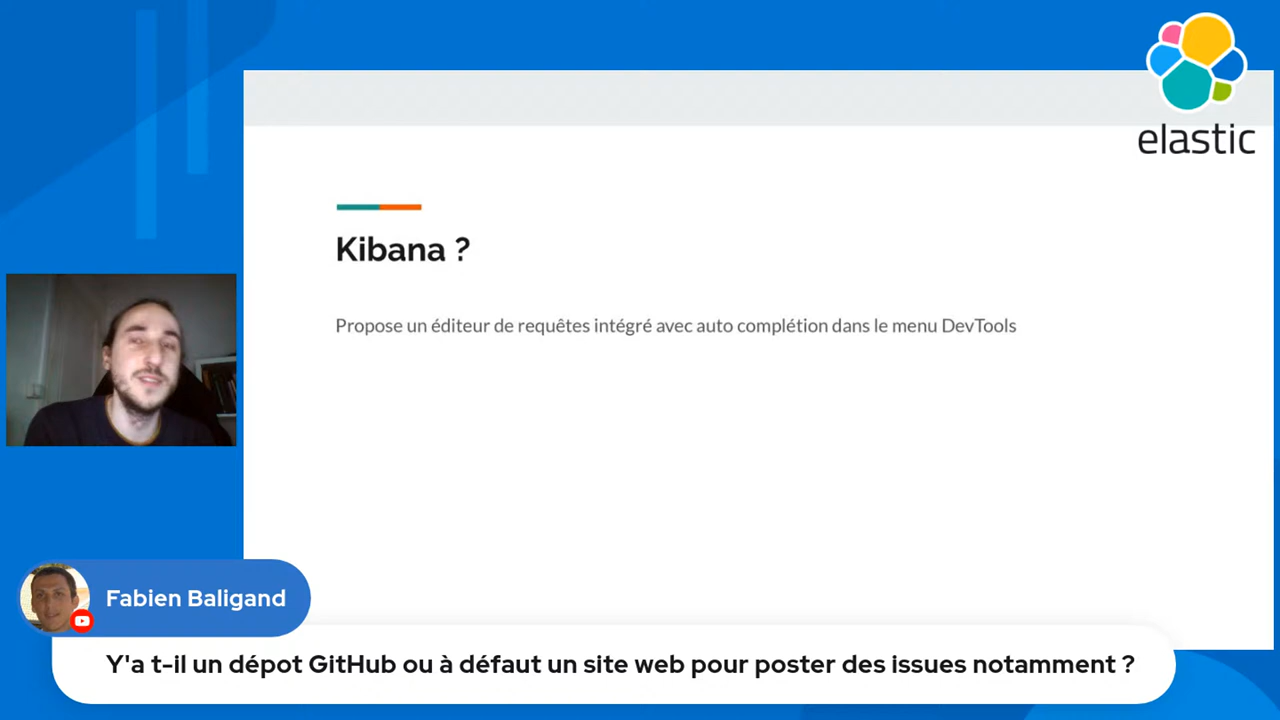 elastic
Kibana ?
Propose un éditeur de requêtes intégré avec auto complétion dans le menu DevTools
Fabien Baligand
Y'a t-il un dépot GitHub ou à défaut un site web pour poster des issues notamment ?